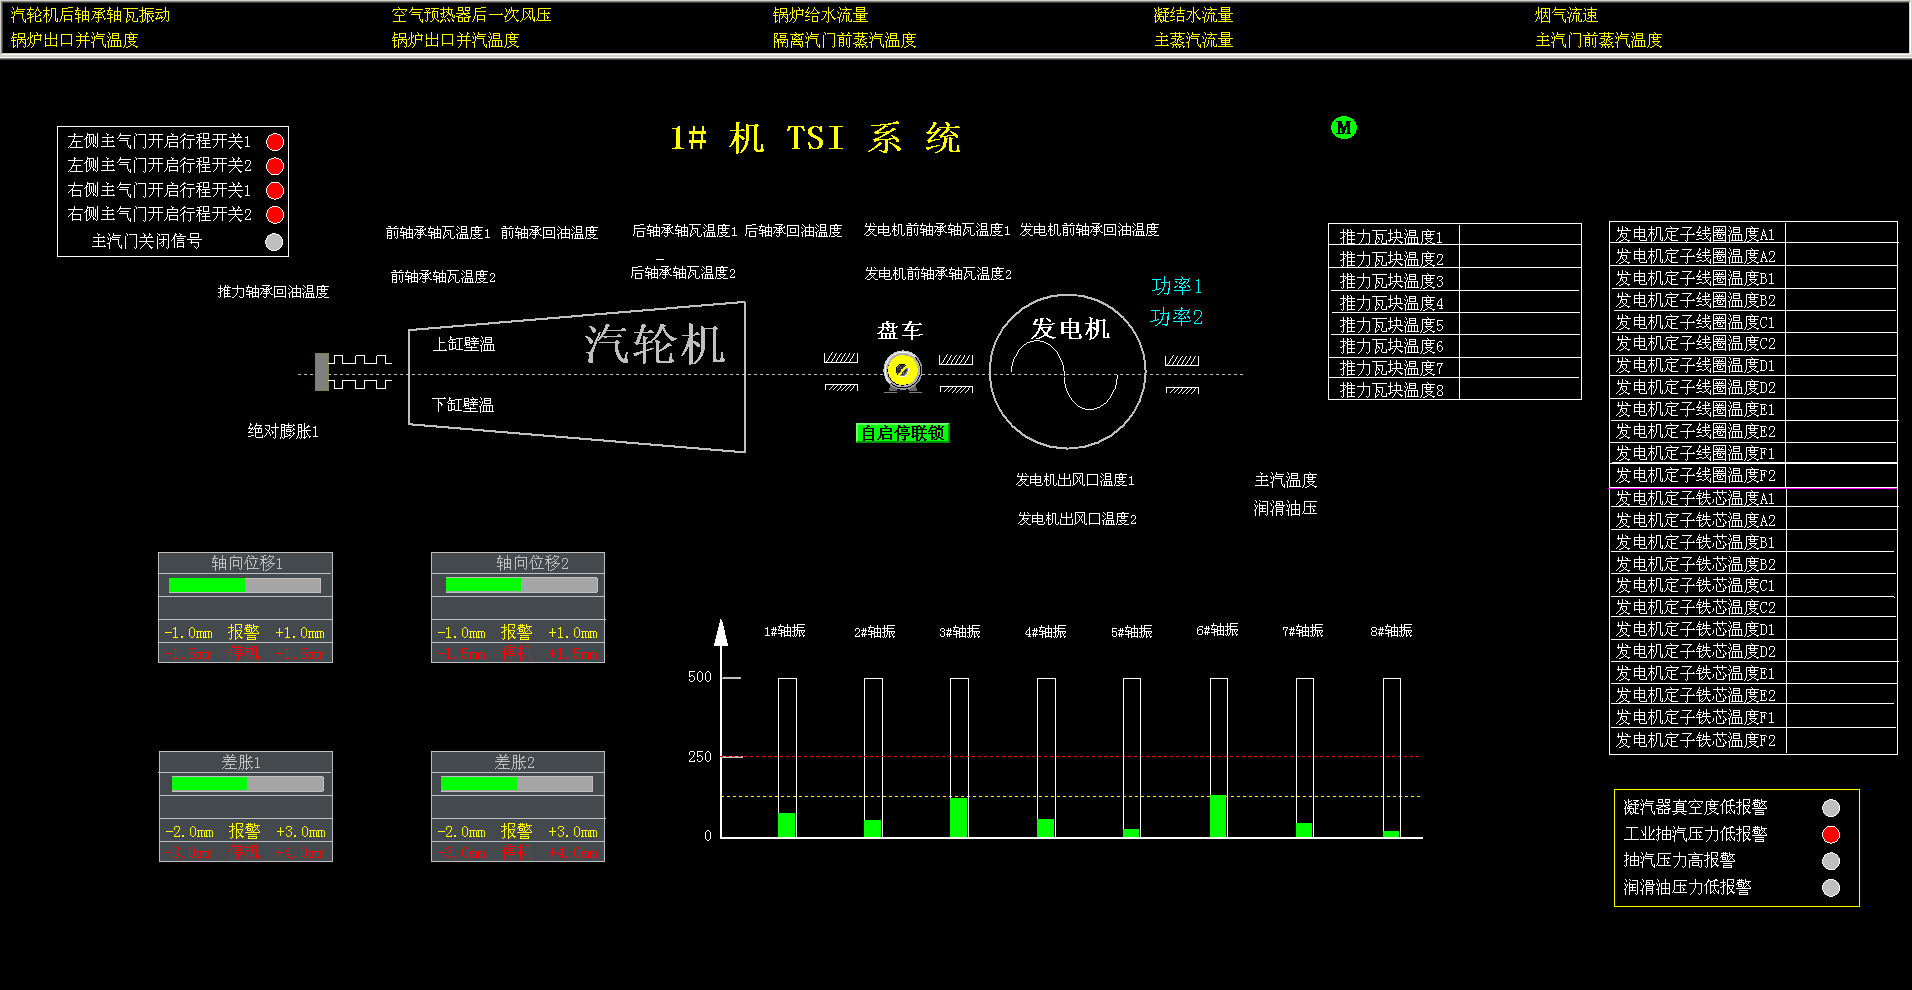 汽轮机后轴承轴瓦振动 空气预热器后一次风压 锅炉给水流量 凝结水流量 烟气流速
锅炉出口并汽温度 锅炉出口并汽温度 隔离汽门前蒸汽温度 主蒸汽流量 主汽门前蒸汽温度
1# 机 TSI 系 统
M
左侧主气门开启行程开关1
左侧主气门开启行程开关2
右侧主气门开启行程开关1
右侧主气门开启行程开关2
主汽门关闭信号
前轴承轴瓦温度1 前轴承回油温度 后轴承轴瓦温度1 后轴承回油温度 发电机前轴承轴瓦温度1 发电机前轴承回油温度
前轴承轴瓦温度2 后轴承轴瓦温度2 发电机前轴承轴瓦温度2
推力轴承回油温度
功率1
功率2
汽轮机
上缸壁温
下缸壁温
盘车
发电机
绝对膨胀1
自启停联锁
发电机出风口温度1
发电机出风口温度2
主汽温度
润滑油压
推力瓦块温度1
推力瓦块温度2
推力瓦块温度3
推力瓦块温度4
推力瓦块温度5
推力瓦块温度6
推力瓦块温度7
推力瓦块温度8
发电机定子线圈温度A1
发电机定子线圈温度A2
发电机定子线圈温度B1
发电机定子线圈温度B2
发电机定子线圈温度C1
发电机定子线圈温度C2
发电机定子线圈温度D1
发电机定子线圈温度D2
发电机定子线圈温度E1
发电机定子线圈温度E2
发电机定子线圈温度F1
发电机定子线圈温度F2
发电机定子铁芯温度A1
发电机定子铁芯温度A2
发电机定子铁芯温度B1
发电机定子铁芯温度B2
发电机定子铁芯温度C1
发电机定子铁芯温度C2
发电机定子铁芯温度D1
发电机定子铁芯温度D2
发电机定子铁芯温度E1
发电机定子铁芯温度E2
发电机定子铁芯温度F1
发电机定子铁芯温度F2
轴向位移1
-1.0mm 报警 +1.0mm
轴向位移2
-1.0mm 报警 +1.0mm
差胀1
-2.0mm 报警 +3.0mm
差胀2
-2.0mm 报警 +3.0mm
1#轴振 2#轴振 3#轴振 4#轴振 5#轴振 6#轴振 7#轴振 8#轴振
500
250
0
凝汽器真空度低报警
工业抽汽压力低报警
抽汽压力高报警
润滑油压力低报警